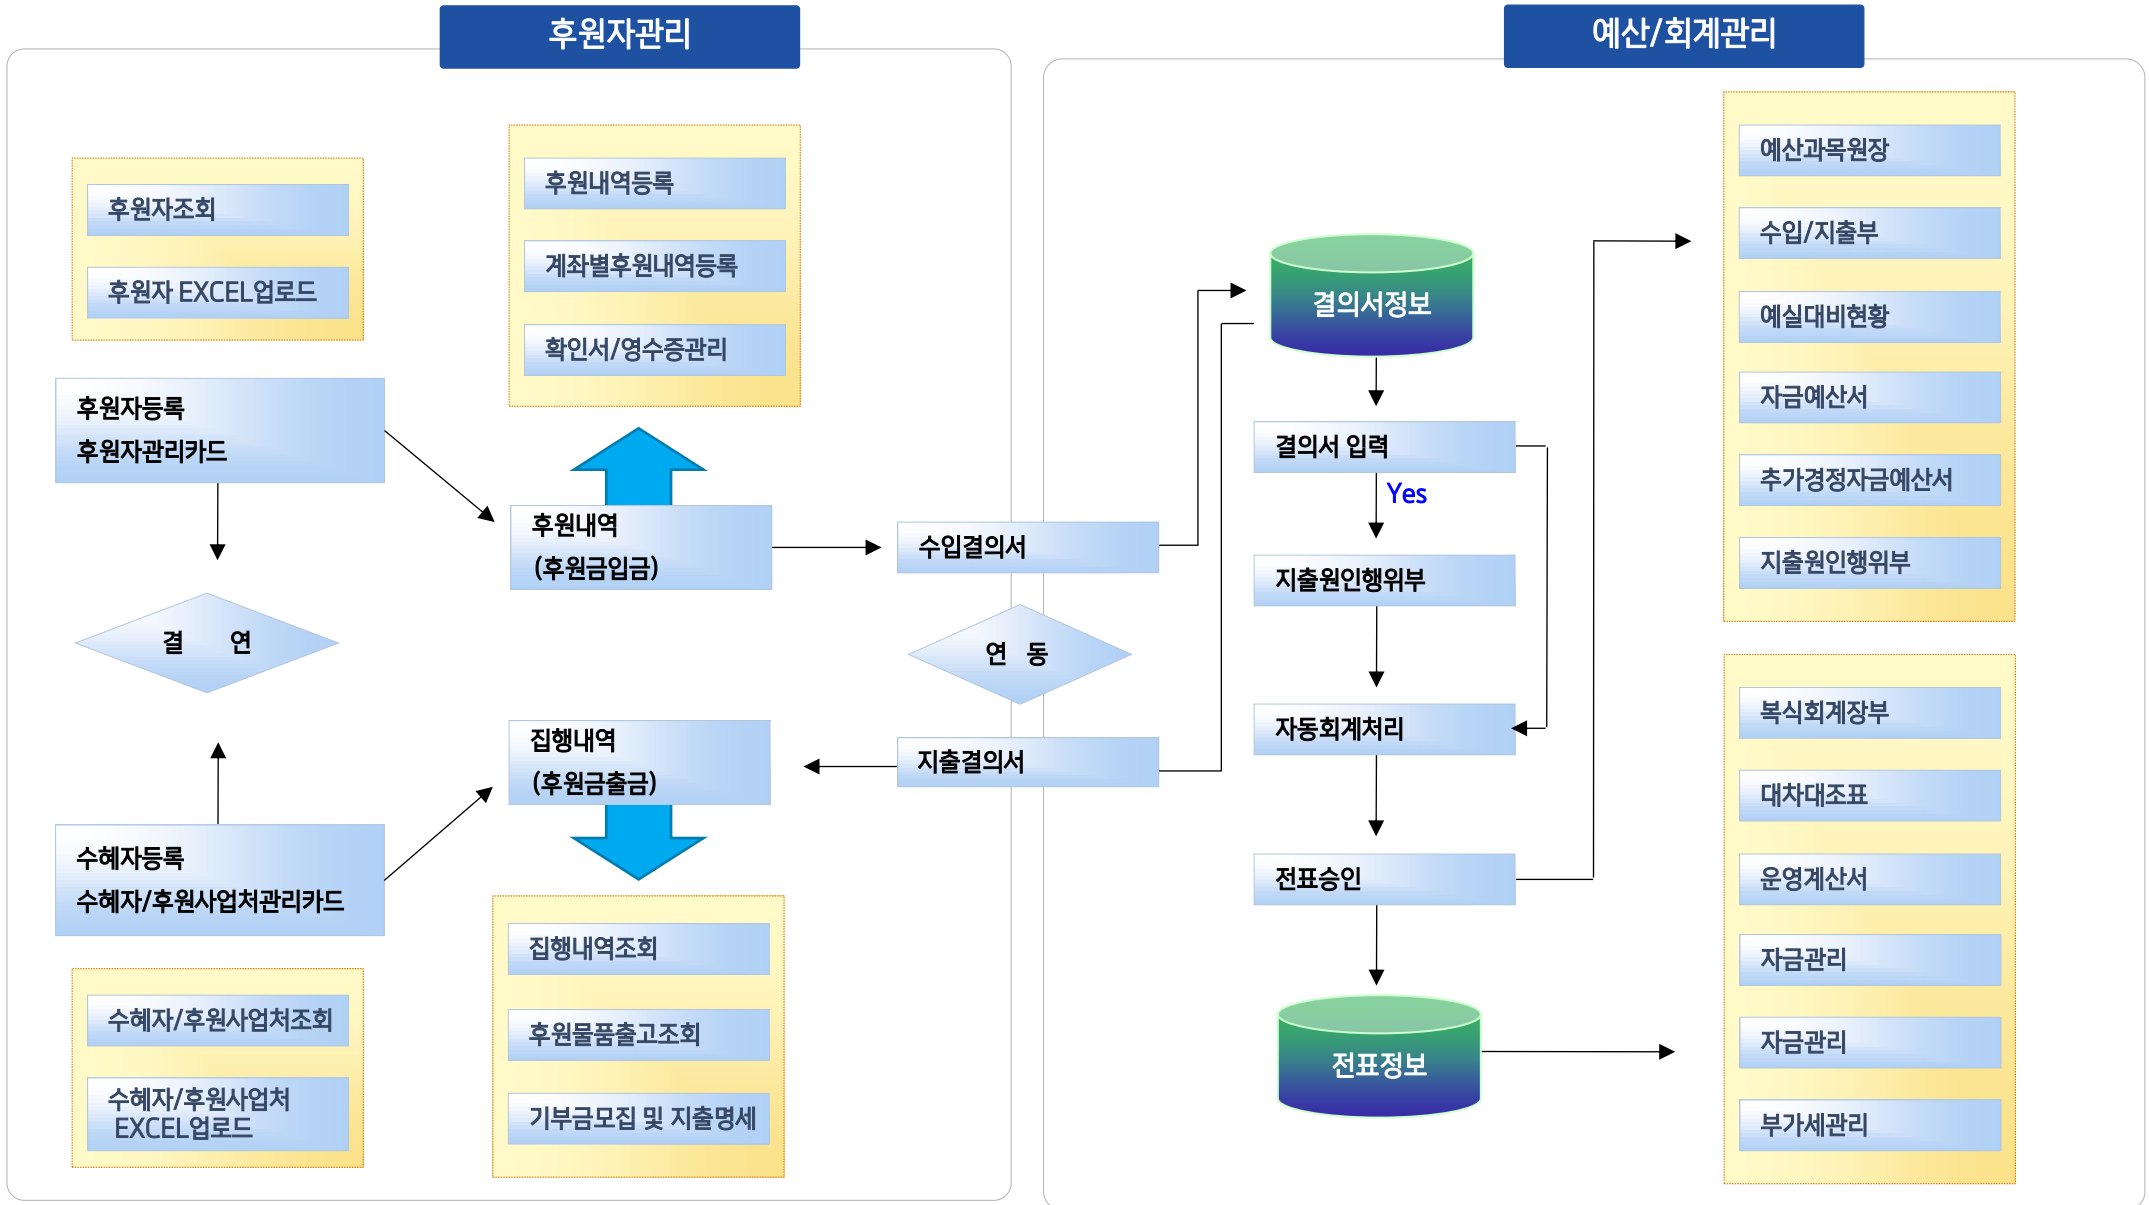 후원자관리
후원자조회
후원자 EXCEL업로드
후원자등록
후원자관리카드
결 연
수혜자등록
수혜자/후원사업처관리카드
수혜자/후원사업처조회
수혜자/후원사업처
EXCEL업로드
후원내역등록
계좌별후원내역등록
확인서/영수증관리
후원내역
(후원금입금)
집행내역
(후원금출금)
집행내역조회
후원물품출고조회
기부금모집 및 지출명세
수입결의서
연 동
지출결의서
예산/회계관리
결의서정보
결의서 입력
Yes
지출원인행위부
자동회계처리
전표승인
전표정보
예산과목원장
수입/지출부
예실대비현황
자금예산서
추가경정자금예산서
지출원인행위부
복식회계장부
대차대조표
운영계산서
자금관리
자금관리
부가세관리